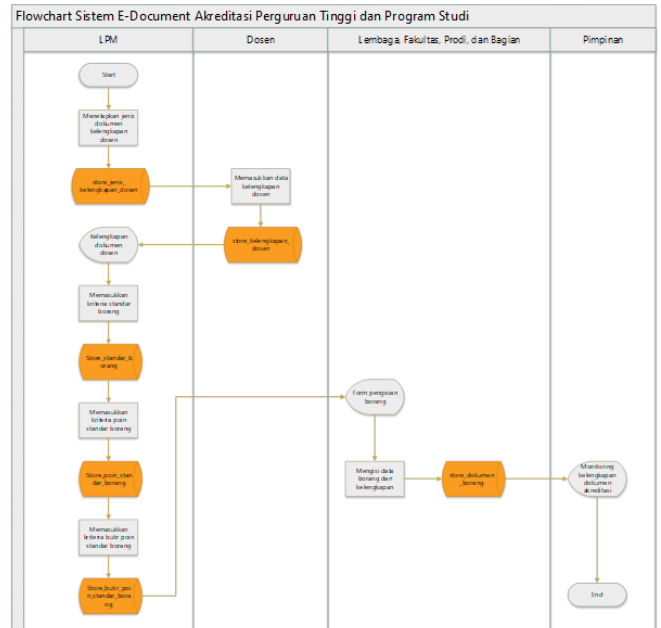 Flowchart Sistem E-Document Akreditasi Perguruan Tinggi dan Program Studi
LPM
Dosen
Lembaga, Fakultas, Prodi, dan Bagian
Pimpinan
Start
Menetapkan jenis
dokumen
kelengkapan
dosen
store_jenis_
kelengkapan_dosen
Memasukkan data
kelengkapan
dosen
store_kelengkapan_
dosen
Kelengkapan
dokumen
dosen
Memasukkan
kriteria standar
borang
Store_standar_b
orang
Memasukkan
kriteria poin
standar borang
Store_poin_stan
dar_borang
Memasukkan
kriteria butir poin
standar borang
Store_butir_poi
n_standar_bora
ng
Form pengisian
borang
Mengisi data
borang dan
kelengkapan
store_dokumen
_borang
Monitoring
kelengkapan
dokumen
akreditasi
End